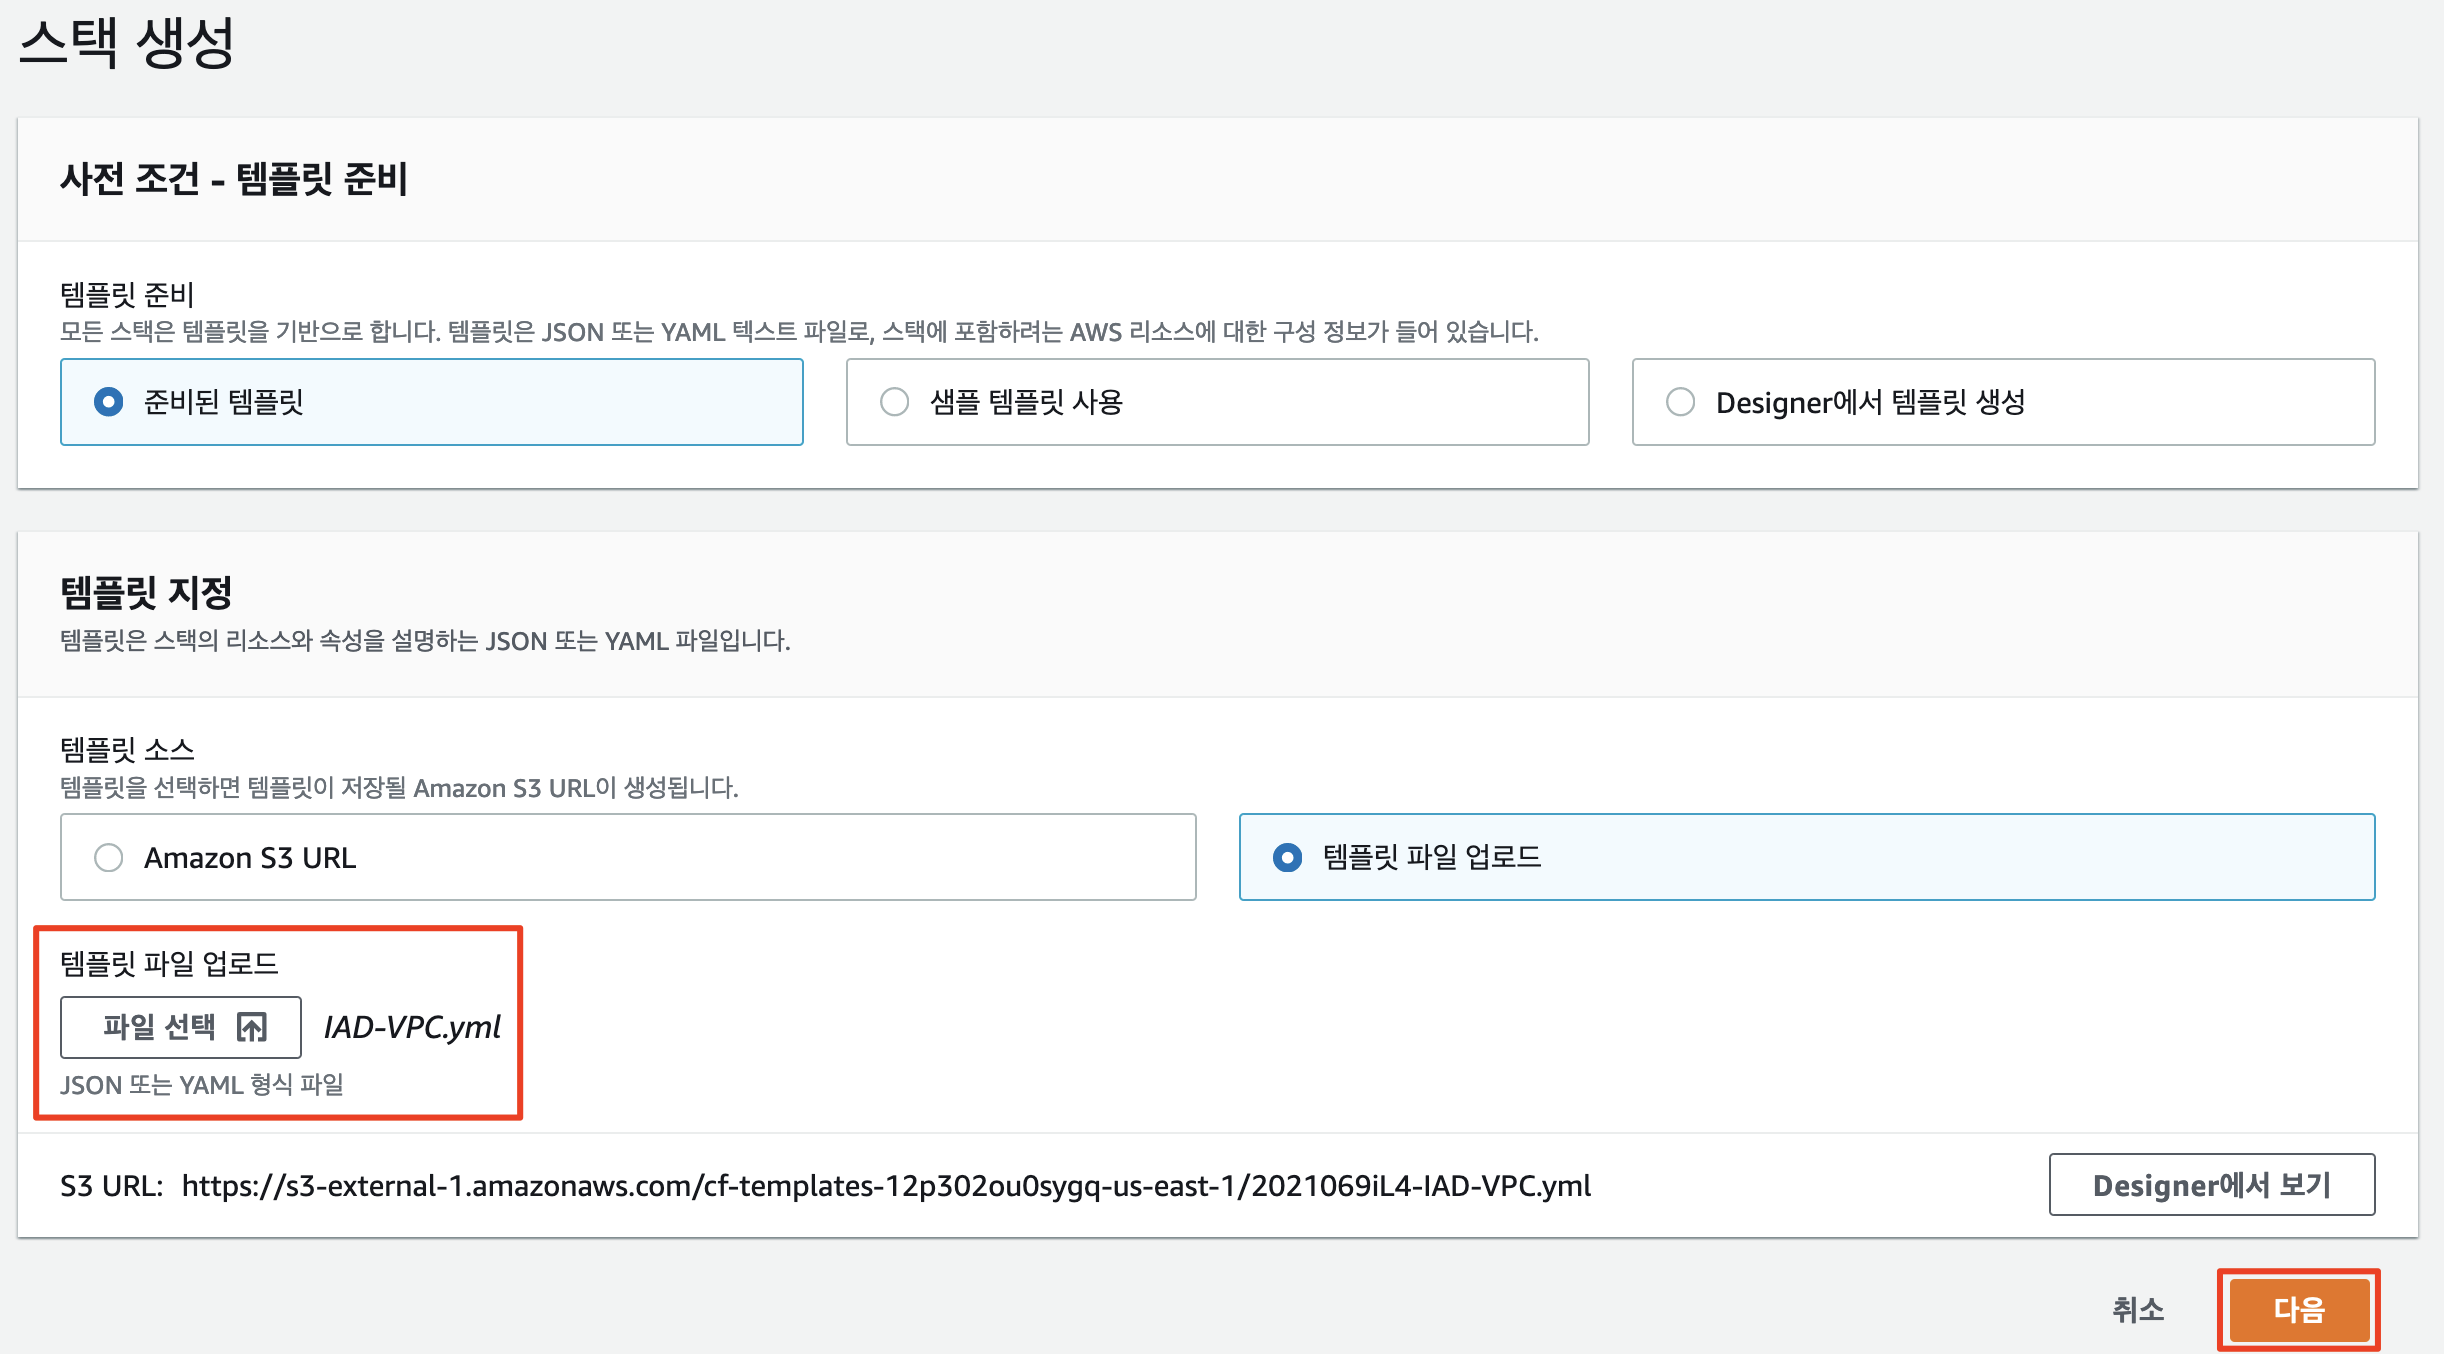 스택 생성
사전 조건 - 템플릿 준비
템플릿 준비
모든 스택은 템플릿을 기반으로 합니다. 템플릿은 JSON 또는 YAML 텍스트 파일로, 스택에 포함하려는 AWS 리소스에 대한 구성 정보가 들어 있습니다.
준비된 템플릿
샘플 템플릿 사용
Designer에서 템플릿 생성
템플릿 지정
템플릿은 스택의 리소스와 속성을 설명하는 JSON 또는 YAML 파일입니다.
템플릿 소스
템플릿을 선택하면 템플릿이 저장될 Amazon S3 URL이 생성됩니다.
Amazon S3 URL
템플릿 파일 업로드
템플릿 파일 업로드
파일 선택 IAD-VPC.yml
JSON 또는 YAML 형식 파일
S3 URL: https://s3-external-1.amazonaws.com/cf-templates-12p302ou0sygq-us-east-1/2021069iL4-IAD-VPC.yml
Designer에서 보기
취소
다음